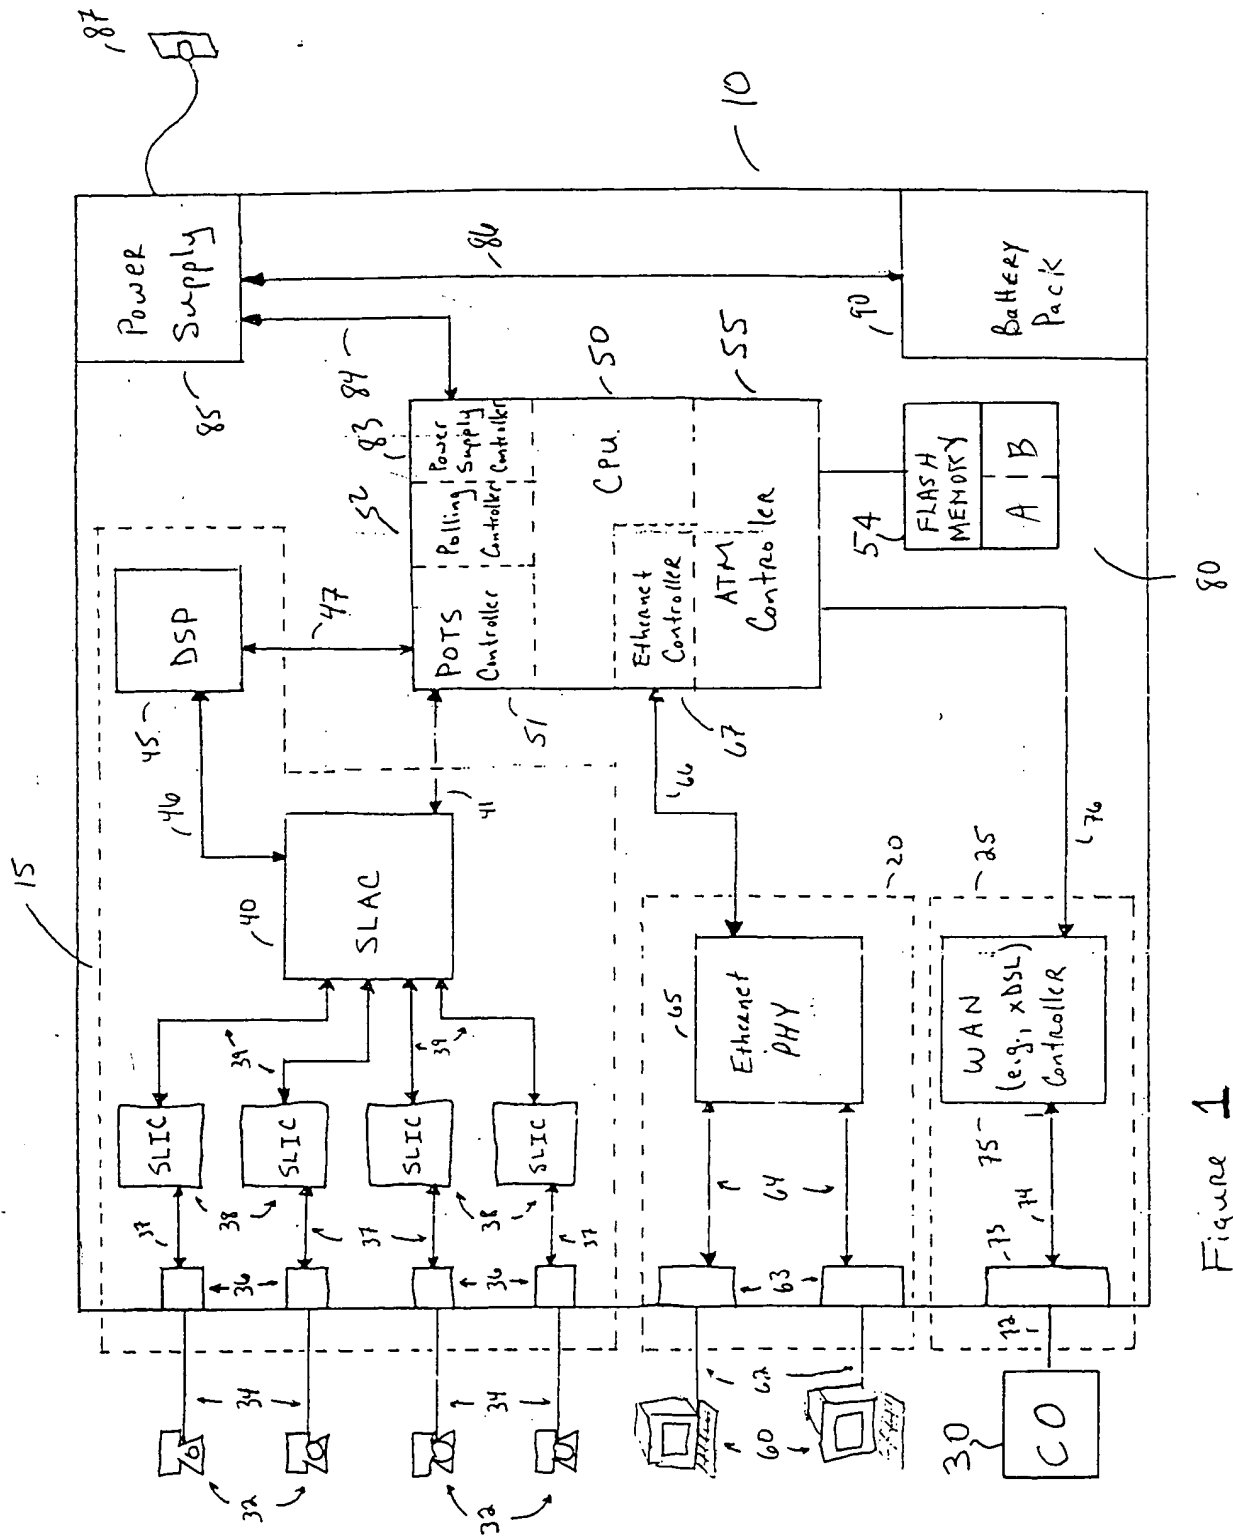 87
Power
Supply
85
86
10
Battery
Pack
90
84
83
Power
Supply
Controller
52
Polling
Controller
POTS
Controller
51
CPU
50
55
Ethernet
Controller
67
ATM
Controller
FLASH
MEMORY
A
B
54
80
15
DSP
45
47
46
SLAC
40
41
39
39
SLIC
SLIC
SLIC
SLIC
38
38
37
37
37
36
36
34
34
32
32
66
20
Ethernet
PHY
65
64
63
62
60
25
76
WAN
(e.g., xDSL)
Controller
75
74
73
72
CO
30
Figure 1